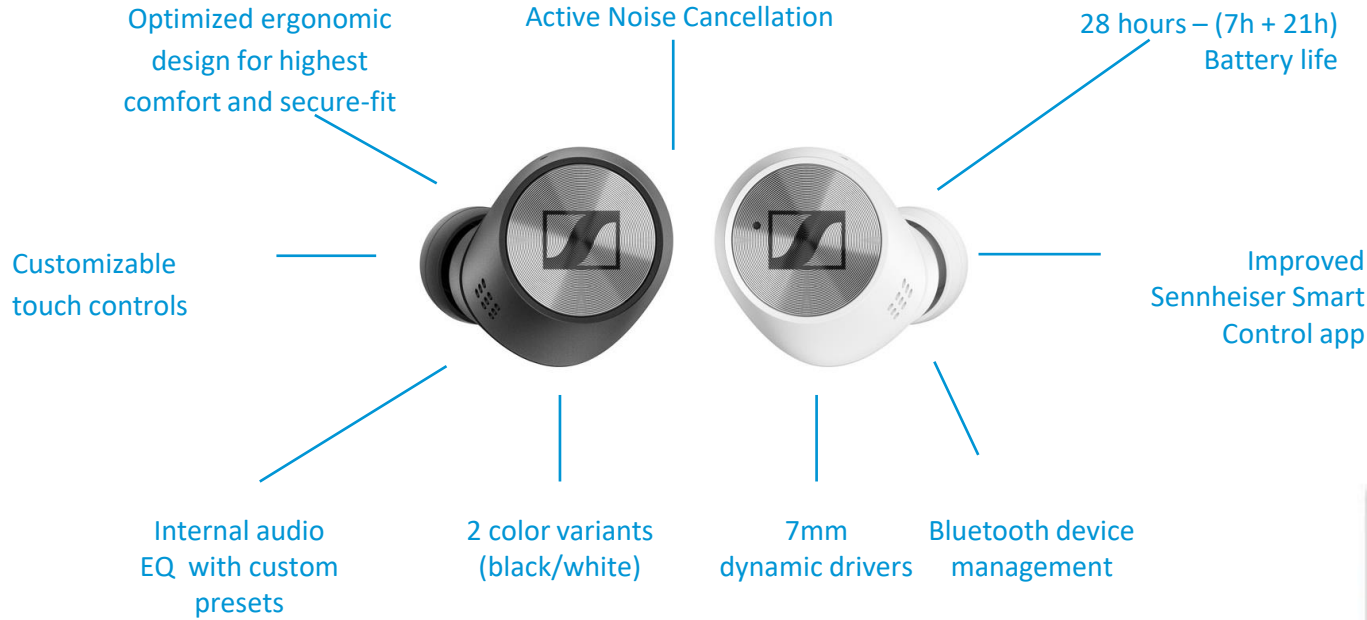 Optimized ergonomic
design for highest
comfort and secure-fit
Active Noise Cancellation
28 hours – (7h + 21h)
Battery life
Customizable
touch controls
Improved
Sennheiser Smart
Control app
Internal audio
EQ with custom
presets
2 color variants
(black/white)
7mm
dynamic drivers
Bluetooth device
management